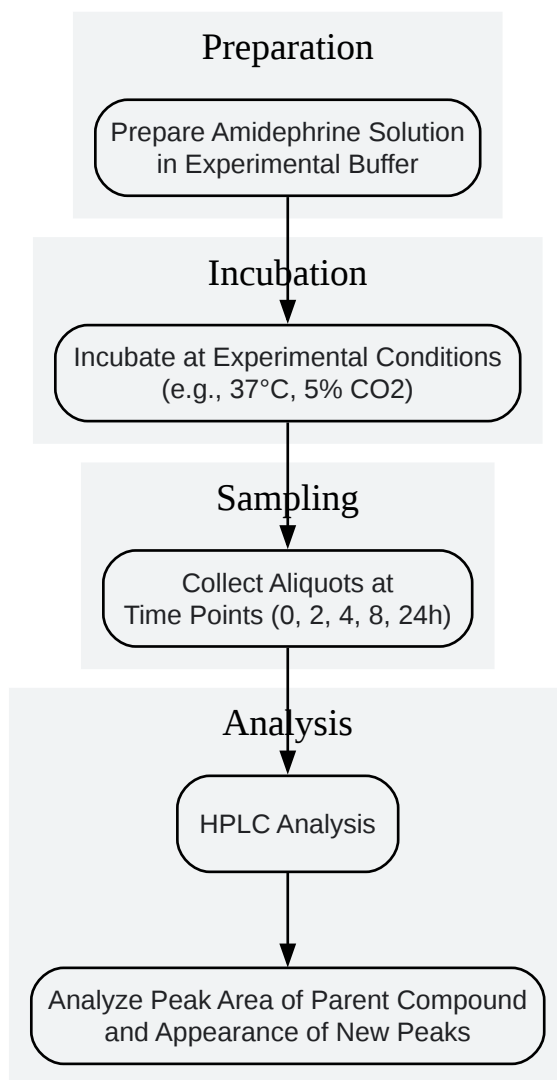 Preparation
Prepare Amidephrine Solution
in Experimental Buffer
Incubation
Incubate at Experimental Conditions
(e.g., 37°C, 5% CO2)
Sampling
Collect Aliquots at
Time Points (0, 2, 4, 8, 24h)
Analysis
HPLC Analysis
Analyze Peak Area of Parent Compound
and Appearance of New Peaks